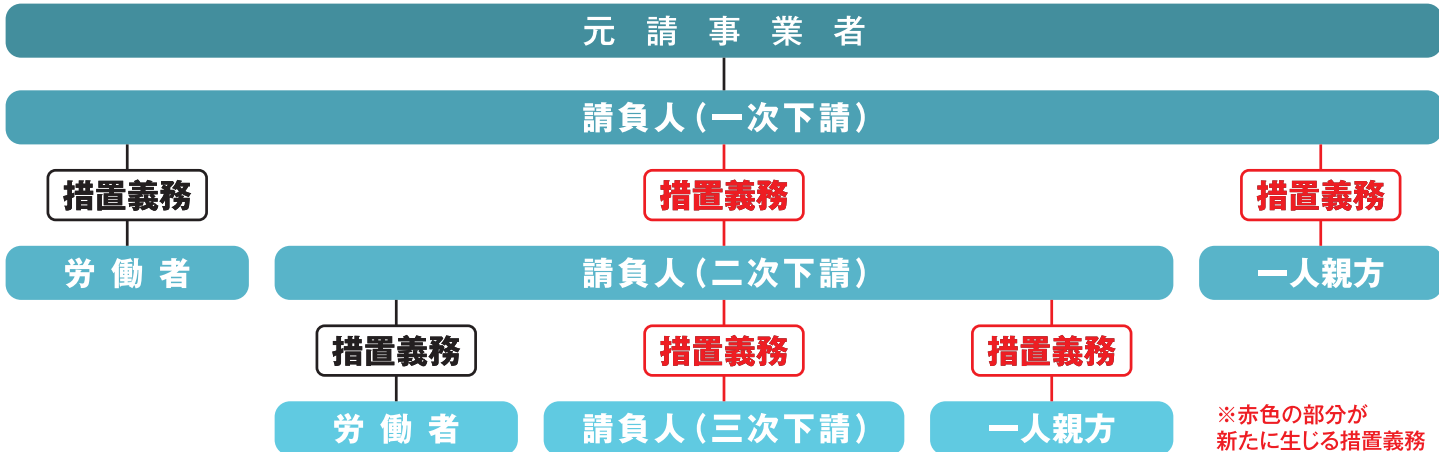 元請事業者
請負人(一次下請)
措置義務
措置義務
措置義務
労働者
請負人(二次下請)
一人親方
措置義務
措置義務
措置義務
労働者
請負人(三次下請)
一人親方
※赤色の部分が
新たに生じる措置義務